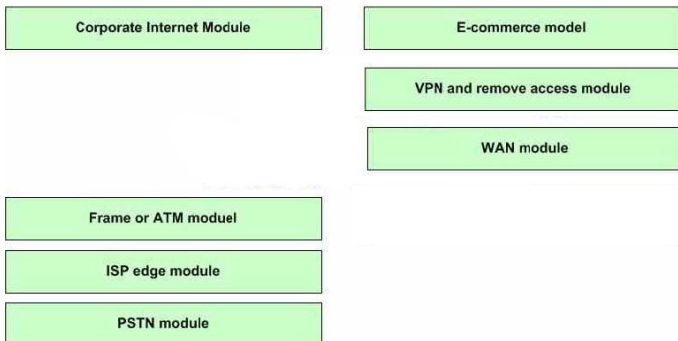 Corporate Internet Module
E-commerce model
VPN and remove access module
WAN module
Frame or ATM moduel
ISP edge module
PSTN module